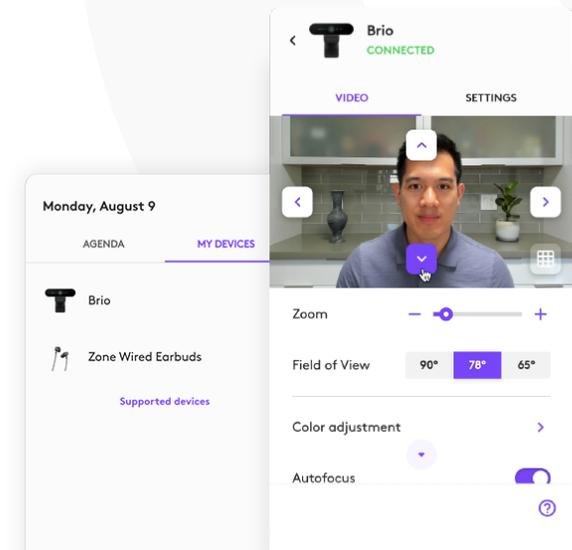 Monday, August 9
AGENDA
MY DEVICES
Brio
Zone Wired Earbuds
Supported devices
Brio
CONNECTED
VIDEO
SETTINGS
Zoom
Field of View
90°
78°
65°
Color adjustment
Autofocus